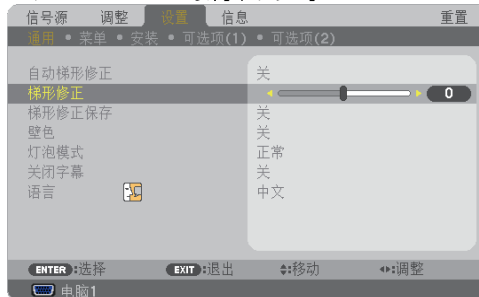 信号源 调整 设置 信息 重置
通用 • 菜单 • 安装 • 可选项(1) • 可选项(2)
自动梯形修正 关
梯形修正 0
梯形修正保存 关
壁色 关
灯泡模式 正常
关闭字幕 关
语言 中文
ENTER:选择 EXIT:退出 :移动 :调整
电脑1